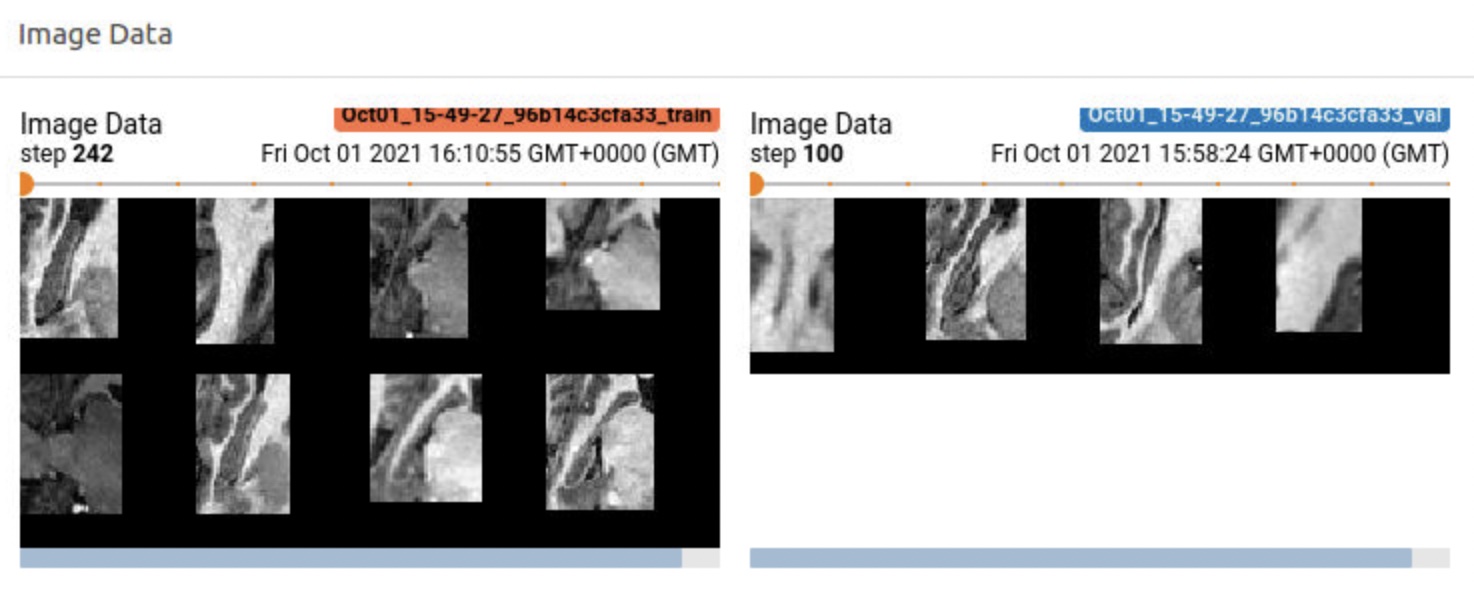 Image Data
Image Data
Oct01_15-49-27_96b14c3cfa33_train
step 242
Fri Oct 01 2021 16:10:55 GMT+0000 (GMT)
Image Data
Oct01_15-49-27_96b14c3cfa33_val
step 100
Fri Oct 01 2021 15:58:24 GMT+0000 (GMT)